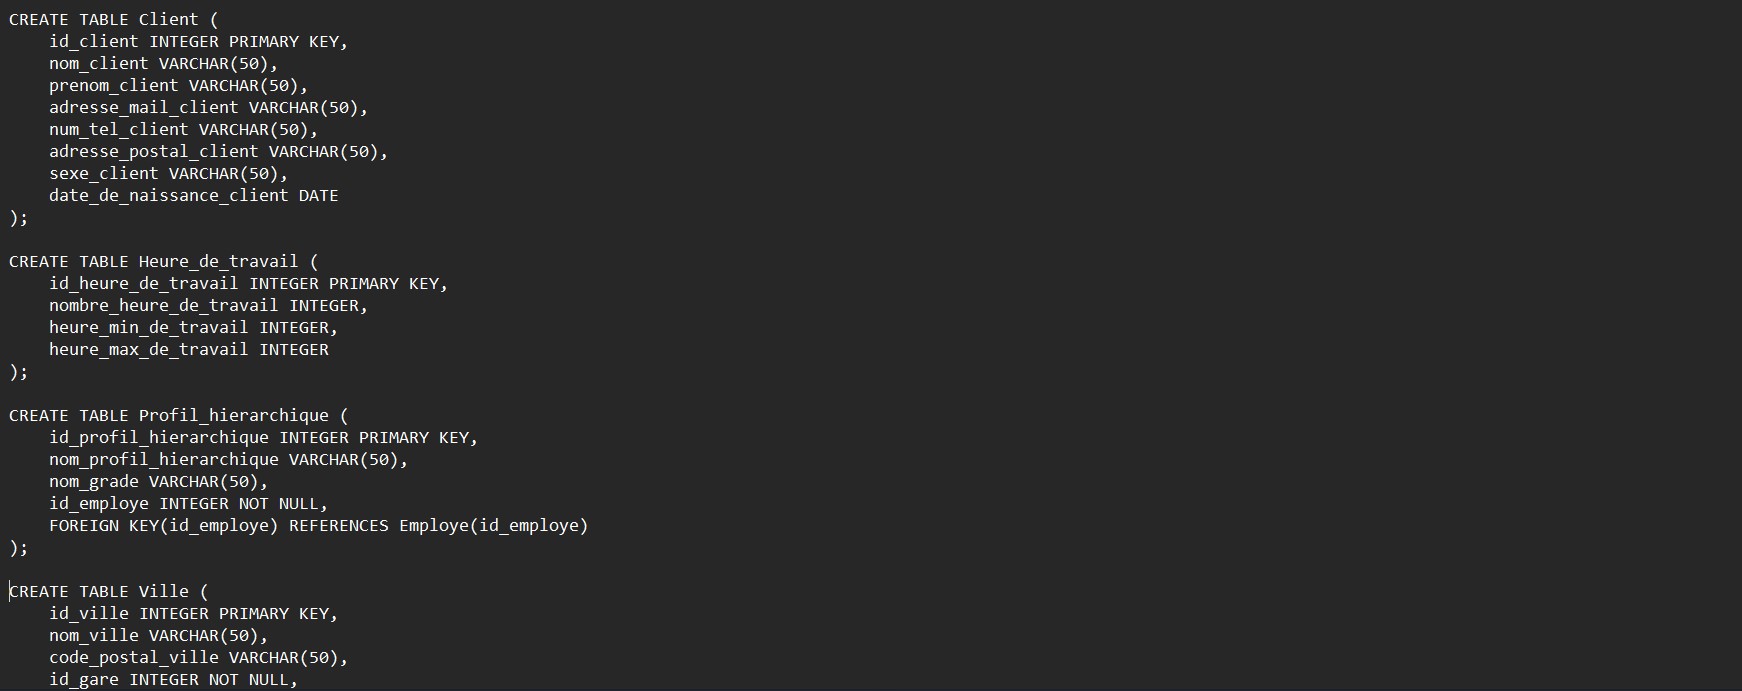 CREATE TABLE Client (
    id_client INTEGER PRIMARY KEY,
    nom_client VARCHAR(50),
    prenom_client VARCHAR(50),
    adresse_mail_client VARCHAR(50),
    num_tel_client VARCHAR(50),
    adresse_postal_client VARCHAR(50),
    sexe_client VARCHAR(50),
    date_de_naissance_client DATE
);

CREATE TABLE Heure_de_travail (
    id_heure_de_travail INTEGER PRIMARY KEY,
    nombre_heure_de_travail INTEGER,
    heure_min_de_travail INTEGER,
    heure_max_de_travail INTEGER
);

CREATE TABLE Profil_hierarchique (
    id_profil_hierarchique INTEGER PRIMARY KEY,
    nom_profil_hierarchique VARCHAR(50),
    nom_grade VARCHAR(50),
    id_employe INTEGER NOT NULL,
    FOREIGN KEY(id_employe) REFERENCES Employe(id_employe)
);

CREATE TABLE Ville (
    id_ville INTEGER PRIMARY KEY,
    nom_ville VARCHAR(50),
    code_postal_ville VARCHAR(50),
    id_gare INTEGER NOT NULL,